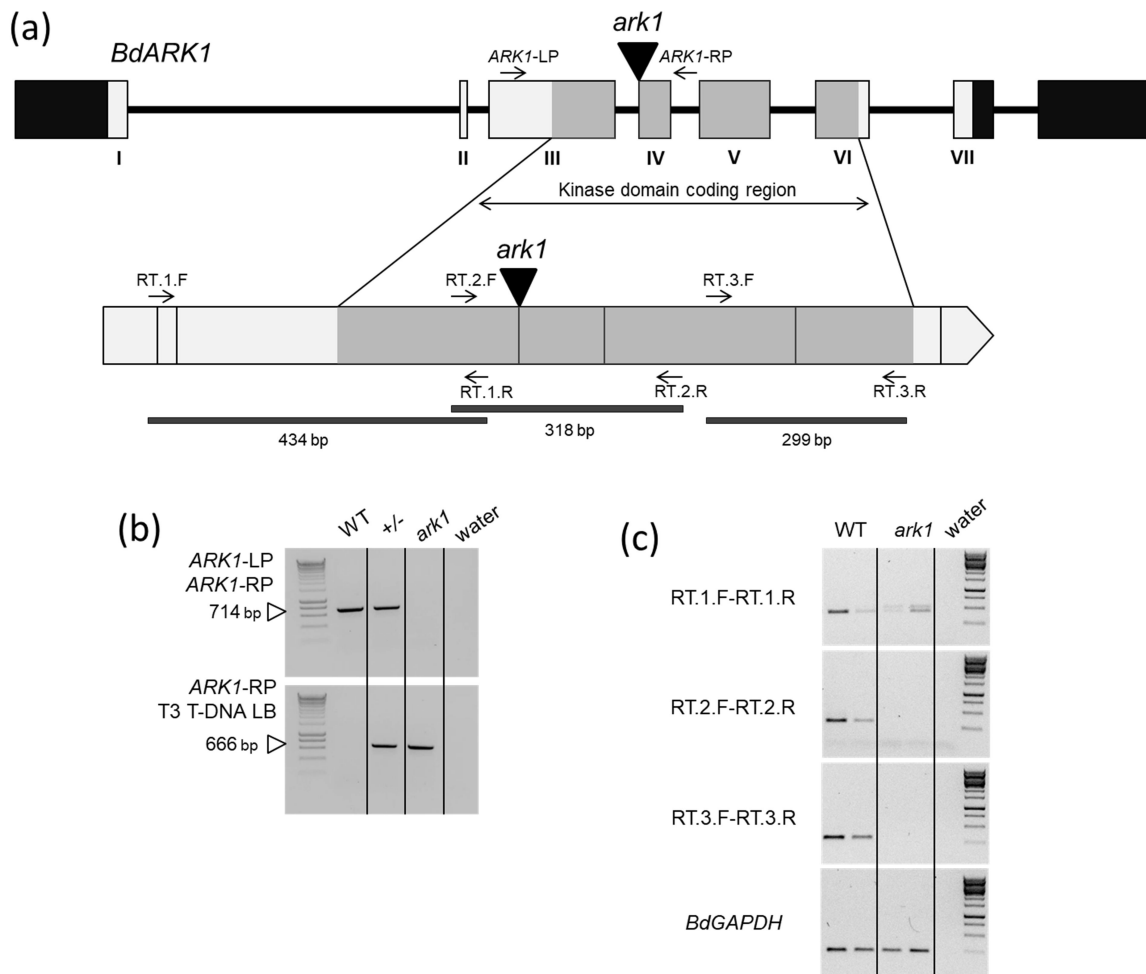 (a)
BdARK1
ark1
ARK1-LP
ARK1-RP
I
II
III
IV
V
VI
VII
Kinase domain coding region
ark1
RT.1.F
RT.2.F
RT.3.F
RT.1.R
RT.2.R
RT.3.R
434 bp
318 bp
299 bp
(b)
WT
+/-
ark1
water
ARK1-LP
ARK1-RP
714 bp
ARK1-RP
T3 T-DNA LB
666 bp
(c)
WT
ark1
water
RT.1.F-RT.1.R
RT.2.F-RT.2.R
RT.3.F-RT.3.R
BdGAPDH